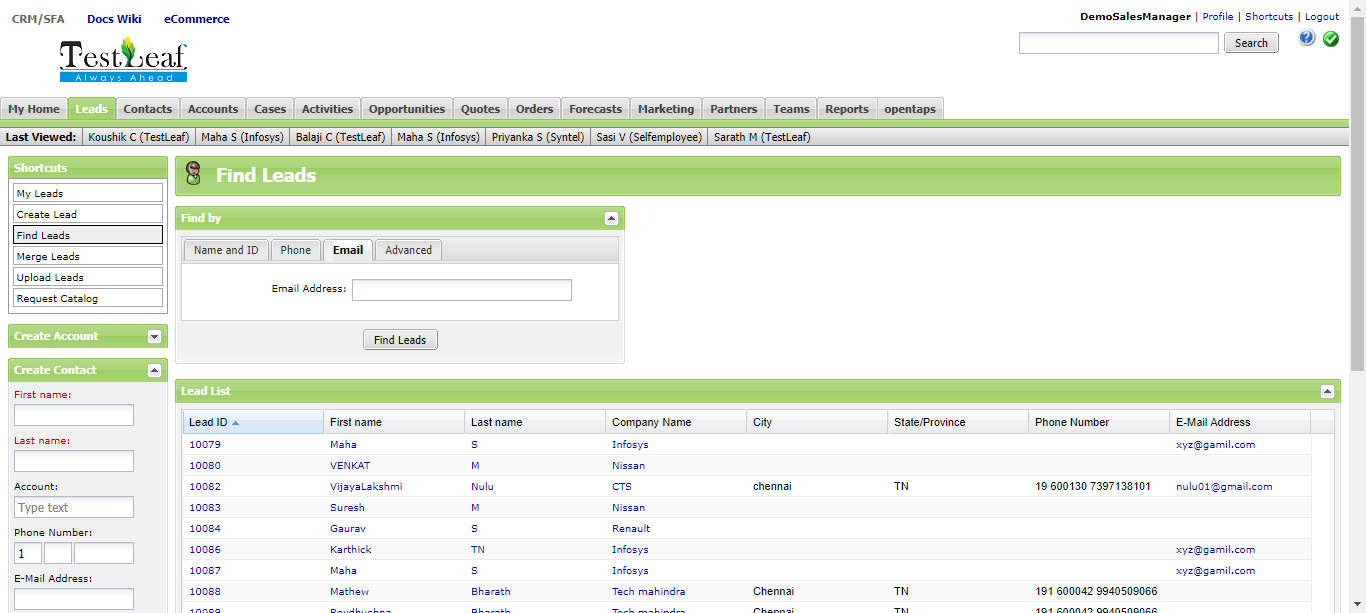 CRM/SFA Docs Wiki eCommerce
DemoSalesManager | Profile | Shortcuts | Logout
TestLeaf
Always Ahead
Search
My Home Leads Contacts Accounts Cases Activities Opportunities Quotes Orders Forecasts Marketing Partners Teams Reports opentaps
Last Viewed: Koushik C (TestLeaf) Maha S (Infosys) Balaji C (TestLeaf) Maha S (Infosys) Priyanka S (Syntel) Sasi V (Selfemployee) Sarath M (TestLeaf)
Shortcuts
My Leads
Create Lead
Find Leads
Merge Leads
Upload Leads
Request Catalog
Create Account
Create Contact
First name:
Last name:
Account:
Type text
Phone Number:
1
E-Mail Address:
Find Leads
Find by
Name and ID Phone Email Advanced
Email Address:
Find Leads
Lead List
Lead ID First name Last name Company Name City State/Province Phone Number E-Mail Address
10079 Maha S Infosys xyz@gamil.com
10080 VENKAT M Nissan
10082 VijayaLakshmi Nulu CTS chennai TN 19 600130 7397138101 nulu01@gmail.com
10083 Suresh M Nissan
10084 Gaurav S Renault
10086 Karthick TN Infosys xyz@gamil.com
10087 Maha S Infosys xyz@gamil.com
10088 Mathew Bharath Tech mahindra Chennai TN 191 600042 9940509066
10089 Bharath Tech mahindra Chennai TN 191 600042 9940509066